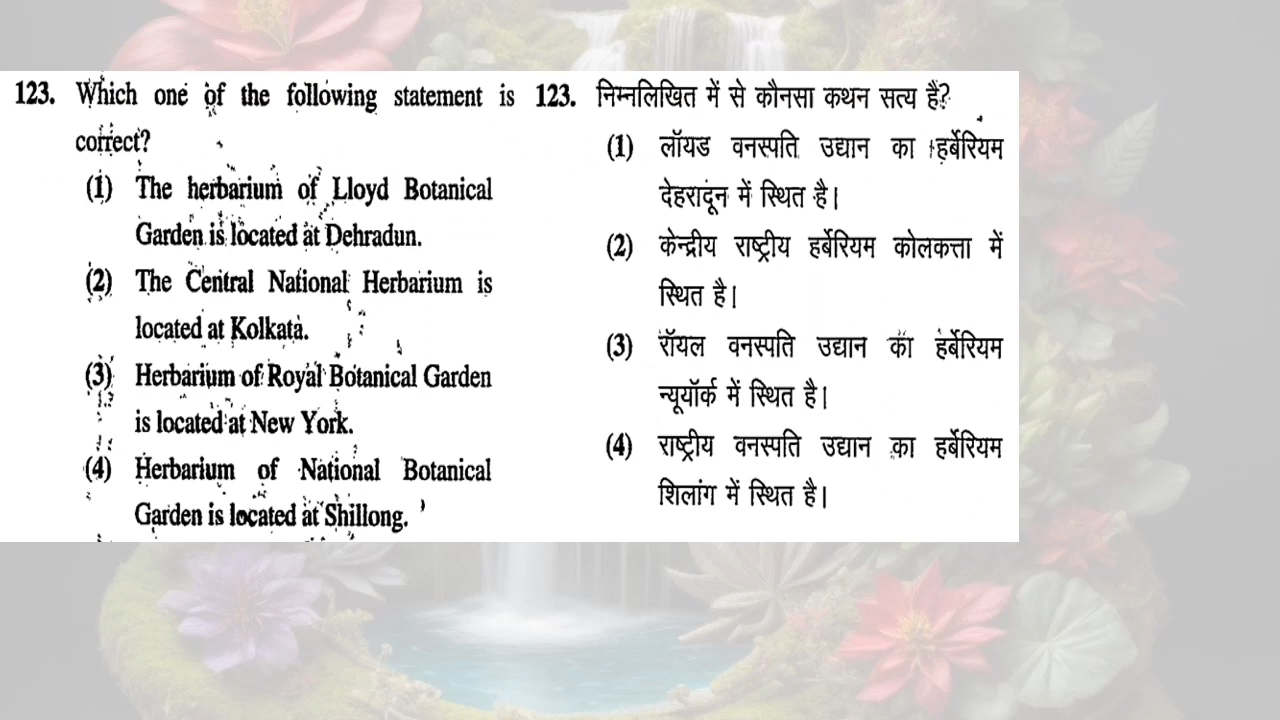 123. Which one of the following statement is
correct?
(1) The herbarium of Lloyd Botanical
Garden is located at Dehradun.
(2) The Central National Herbarium is
located at Kolkata.
(3) Herbarium of Royal Botanical Garden
is located at New York.
(4) Herbarium of National Botanical
Garden is located at Shillong.
123. निम्नलिखित में से कौनसा कथन सत्य है?
(1) लॉयड वनस्पति उद्यान का हर्बेरियम
देहरादून में स्थित है।
(2) केन्द्रीय राष्ट्रीय हर्बेरियम कोलकत्ता में
स्थित है।
(3) रॉयल वनस्पति उद्यान का हर्बेरियम
न्यूयॉर्क में स्थित है।
(4) राष्ट्रीय वनस्पति उद्यान का हर्बेरियम
शिलांग में स्थित है।